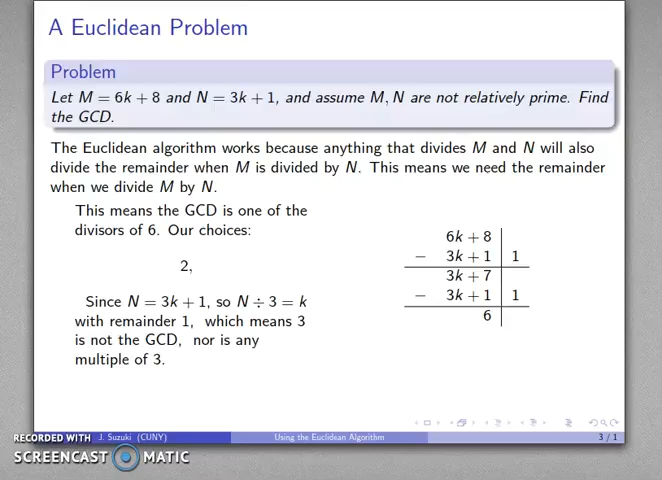 A Euclidean Problem
Problem
Let M = 6k + 8 and N = 3k + 1, and assume M, N are not relatively prime. Find
the GCD.
The Euclidean algorithm works because anything that divides M and N will also
divide the remainder when M is divided by N. This means we need the remainder
when we divide M by N.
This means the GCD is one of the
divisors of 6. Our choices:
2,
Since N = 3k + 1, so N ÷ 3 = k
with remainder 1, which means 3
is not the GCD, nor is any
multiple of 3.
6k + 8
− 3k + 1 1
3k + 7
− 3k + 1 1
6
J. Suzuki (CUNY)
Using the Euclidean Algorithm
3 / 1
RECORDED WITH
SCREENCAST MATIC